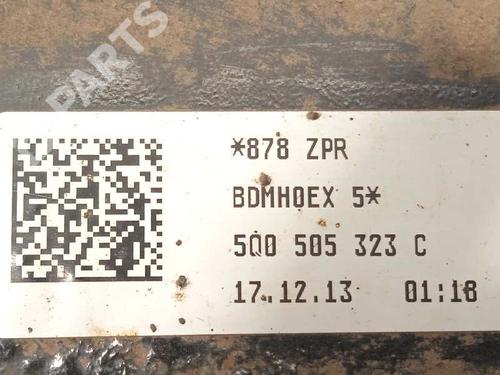 *878 ZPR
BDMH0EX 5*
5Q0 505 323 C
17.12.13 01:18
PARTS